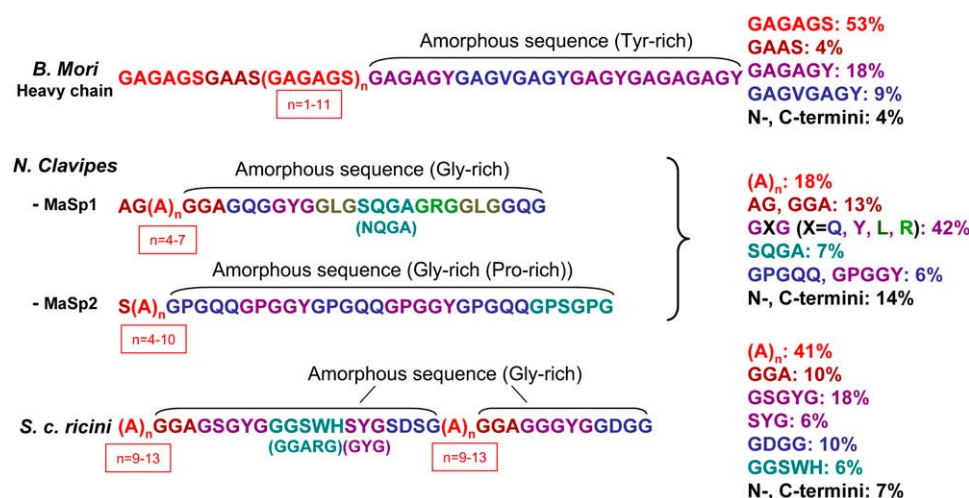 Amorphous sequence (Tyr-rich)
B. Mori
Heavy chain
GAGAGSGAAS(GAGAGS)nGAGAGYGAGVGAGYGAGYGAGAGAGY
n=1-11
GAGAGS: 53%
GAAS: 4%
GAGAGY: 18%
GAGVGAGY: 9%
N-, C-termini: 4%
N. Clavipes
Amorphous sequence (Gly-rich)
- MaSp1
AG(A)nGGAGQGGYGGLGSQGAGRGGLGGQG
(NQGA)
n=4-7
Amorphous sequence (Gly-rich (Pro-rich))
- MaSp2
S(A)nGPGQQGPGGYGPGQQGPGGYGPGQQGPSGPG
n=4-10
(A)n: 18%
AG, GGA: 13%
GXG (X=Q, Y, L, R): 42%
SQGA: 7%
GPGQQ, GPGGY: 6%
N-, C-termini: 14%
Amorphous sequence (Gly-rich)
S. c. ricini
(A)nGGAGSGYGGGSWHSYGSDSG(A)nGGAGGGYGGDGG
(GGARG)(GYG)
n=9-13
n=9-13
(A)n: 41%
GGA: 10%
GSGYG: 18%
SYG: 6%
GDGG: 10%
GGSWH: 6%
N-, C-termini: 7%